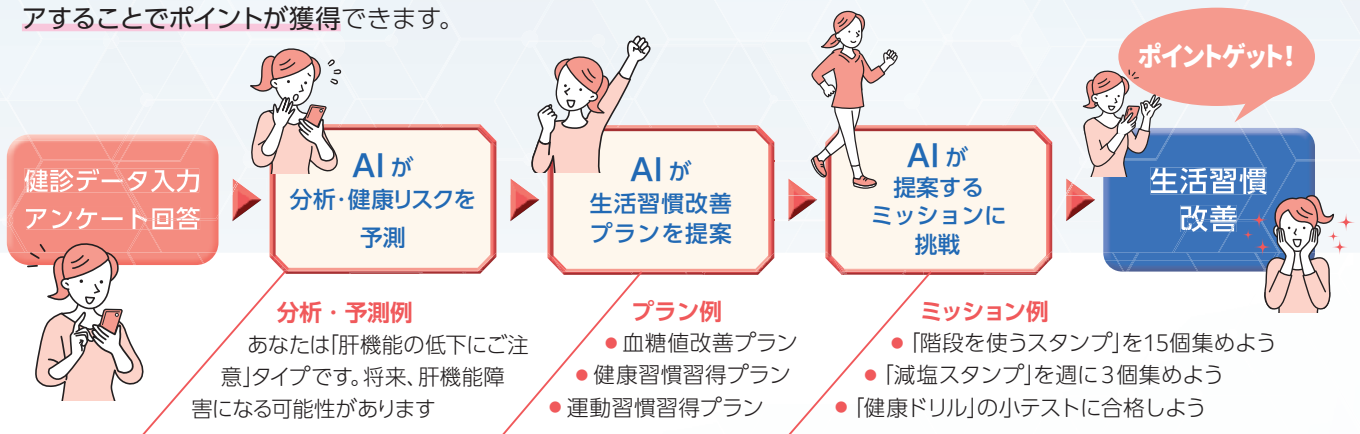 アすることでポイントが獲得できます。
ポイントゲット!
健診データ入力
アンケート回答
AIが
分析・健康リスクを
予測
AIが
生活習慣改善
プランを提案
AIが
提案する
ミッションに
挑戦
生活習慣
改善
分析・予測例
あなたは「肝機能の低下にご注
意」タイプです。将来、肝機能障
害になる可能性があります
プラン例
● 血糖値改善プラン
● 健康習慣習得プラン
● 運動習慣習得プラン
ミッション例
● 「階段を使うスタンプ」を15個集めよう
● 「減塩スタンプ」を週に3個集めよう
● 「健康ドリル」の小テストに合格しよう